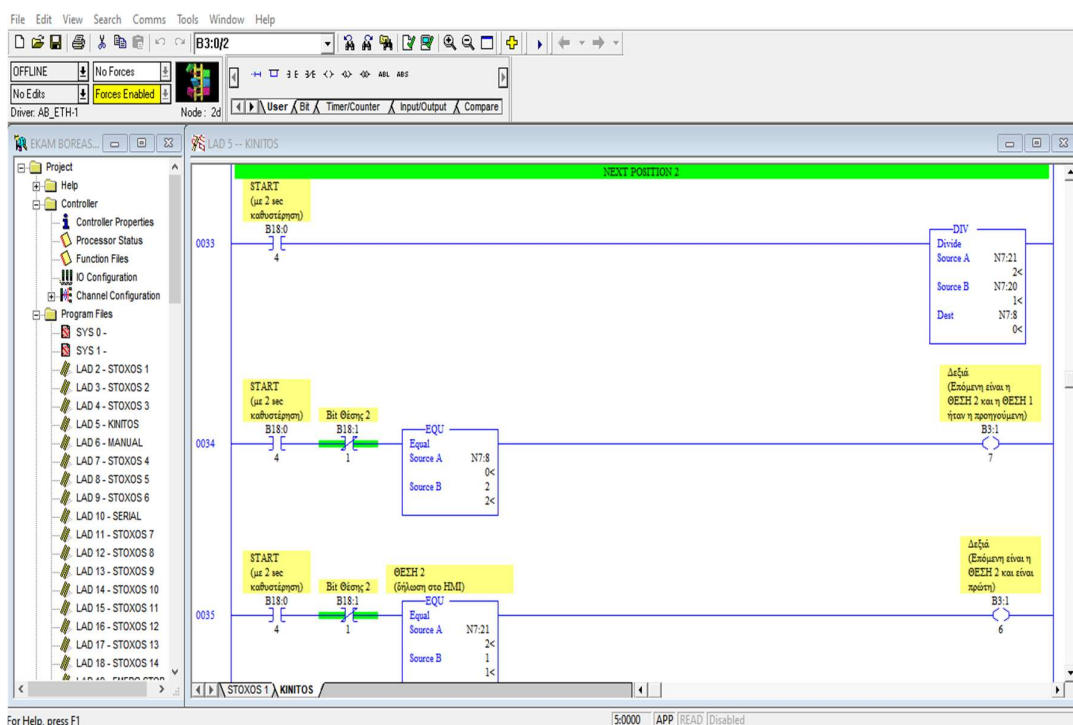 File Edit View Search Comms Tools Window Help
B3:0/2
OFFLINE No Forces
No Edits Forces Enabled
Driver: AB_ETH-1 Node : 2d
ABL ABS
User Bit Timer/Counter Input/Output Compare
EKAM BOREAS...
Project
Help
Controller
Controller Properties
Processor Status
Function Files
IO Configuration
Channel Configuration
Program Files
SYS 0 -
SYS 1 -
LAD 2 - STOXOS 1
LAD 3 - STOXOS 2
LAD 4 - STOXOS 3
LAD 5 - KINITOS
LAD 6 - MANUAL
LAD 7 - STOXOS 4
LAD 8 - STOXOS 5
LAD 9 - STOXOS 6
LAD 10 - SERIAL
LAD 11 - STOXOS 7
LAD 12 - STOXOS 8
LAD 13 - STOXOS 9
LAD 14 - STOXOS 10
LAD 15 - STOXOS 11
LAD 16 - STOXOS 12
LAD 17 - STOXOS 13
LAD 18 - STOXOS 14
LAD 5 -- KINITOS
NEXT POSITION 2
START
(με 2 sec
καθυστέρηση)
B18:0
4
0033
DIV
Divide
Source A N7:21
2<
Source B N7:20
1<
Dest N7:8
0<
START
(με 2 sec
καθυστέρηση)
B18:0
4
Bit Θέσης 2
B18:1
1
0034
EQU
Equal
Source A N7:8
0<
Source B 2
2<
Δεξιά
(Επόμενη είναι η
ΘΕΣΗ 2 και η ΘΕΣΗ 1
ήταν η προηγούμενη)
B3:1
7
START
(με 2 sec
καθυστέρηση)
B18:0
4
Bit Θέσης 2
B18:1
1
0035
ΘΕΣΗ 2
(δήλωση στο HMI)
EQU
Equal
Source A N7:21
2<
Source B 1
1<
Δεξιά
(Επόμενη είναι η
ΘΕΣΗ 2 και είναι
πρώτη)
B3:1
6
STOXOS 1 KINITOS
For Help, press F1
5:0000 APP READ Disabled